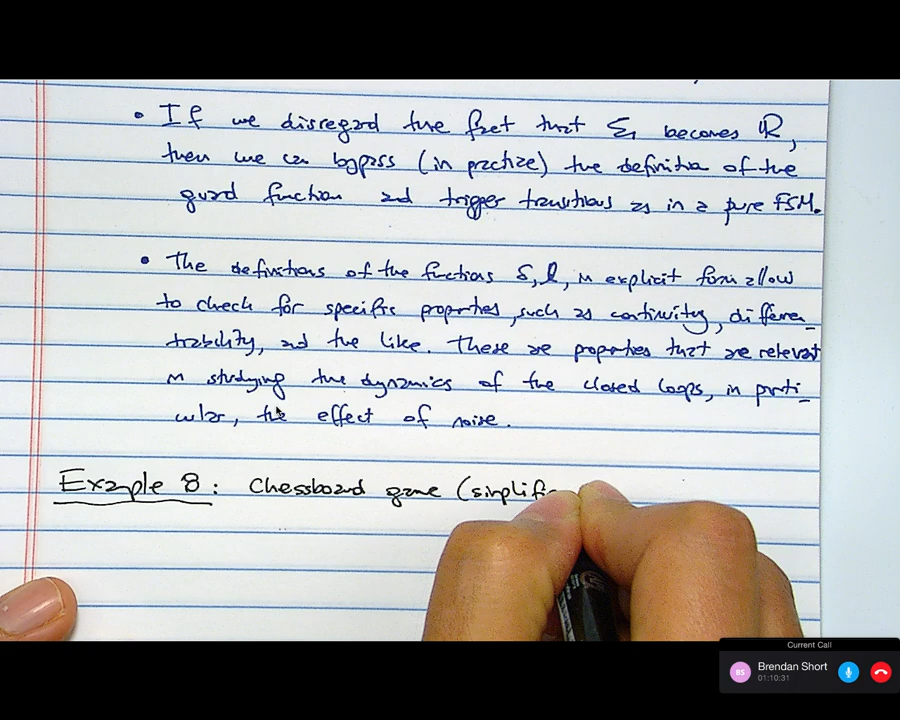 • If we disregard the fact that Σ becomes ℝ,
then we can bypass (in practice) the definition of the
guard function and trigger transitions as in a pure FSM.
• The definitions of the functions δ, l, in explicit form allow
to check for specific properties, such as continuity, differen-
tiability, and the like. These are properties that are relevant
in studying the dynamics of the closed loops, in parti-
cular, the effect of noise.
Example 8: Chessboard game (simplifi
Current Call
BS
Brendan Short
01:10:31